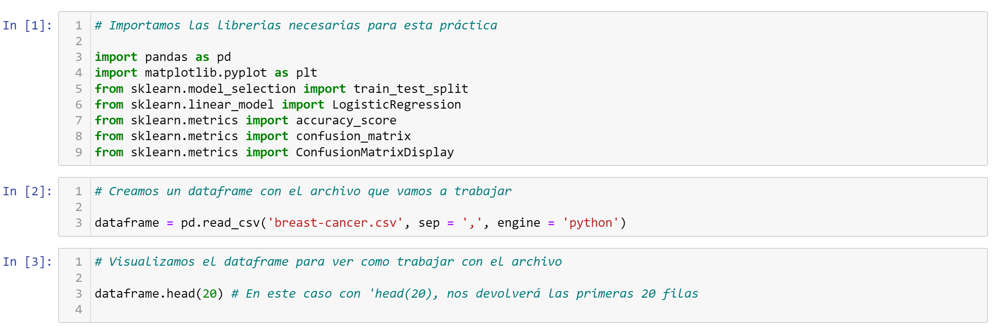 In [1]:
1 # Importamos las librerias necesarias para esta práctica
2
3 import pandas as pd
4 import matplotlib.pyplot as plt
5 from sklearn.model_selection import train_test_split
6 from sklearn.linear_model import LogisticRegression
7 from sklearn.metrics import accuracy_score
8 from sklearn.metrics import confusion_matrix
9 from sklearn.metrics import ConfusionMatrixDisplay
In [2]:
1 # Creamos un dataframe con el archivo que vamos a trabajar
2
3 dataframe = pd.read_csv('breast-cancer.csv', sep = ',', engine = 'python')
In [3]:
1 # Visualizamos el dataframe para ver como trabajar con el archivo
2
3 dataframe.head(20) # En este caso con 'head(20), nos devolverá las primeras 20 filas
4